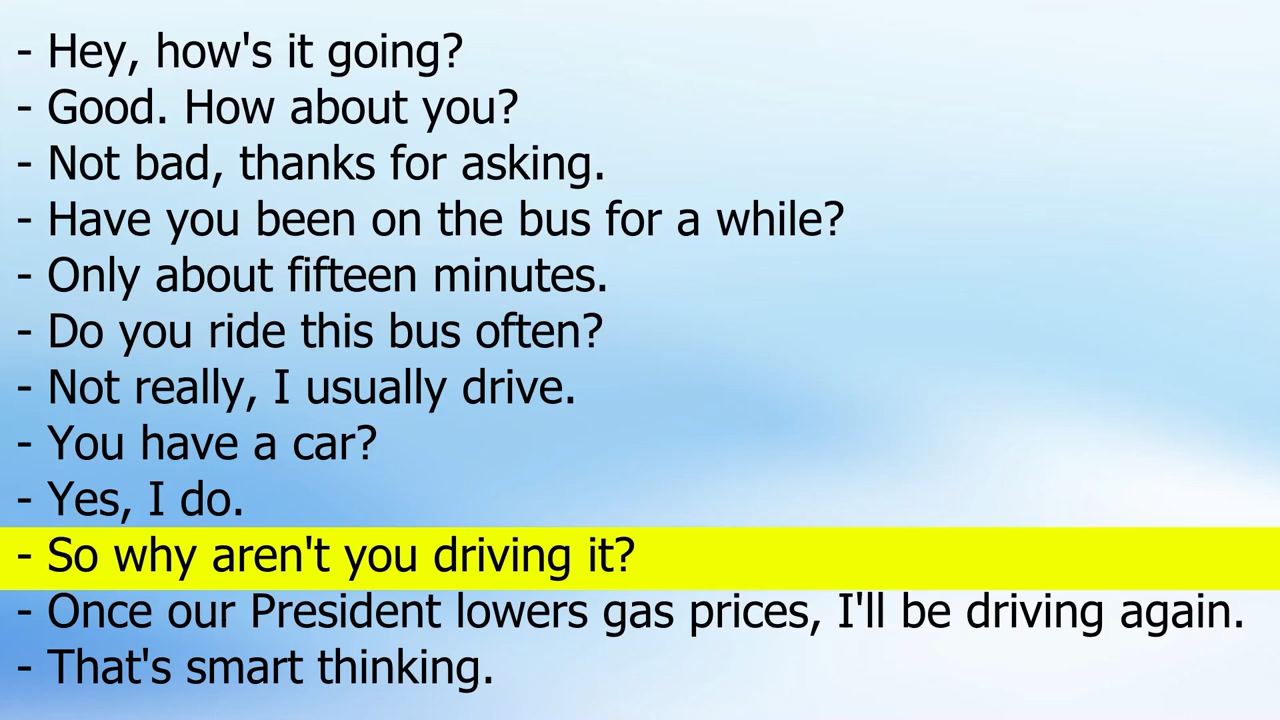 - Hey, how's it going?
- Good. How about you?
- Not bad, thanks for asking.
- Have you been on the bus for a while?
- Only about fifteen minutes.
- Do you ride this bus often?
- Not really, I usually drive.
- You have a car?
- Yes, I do.
- So why aren't you driving it?
- Once our President lowers gas prices, I'll be driving again.
- That's smart thinking.